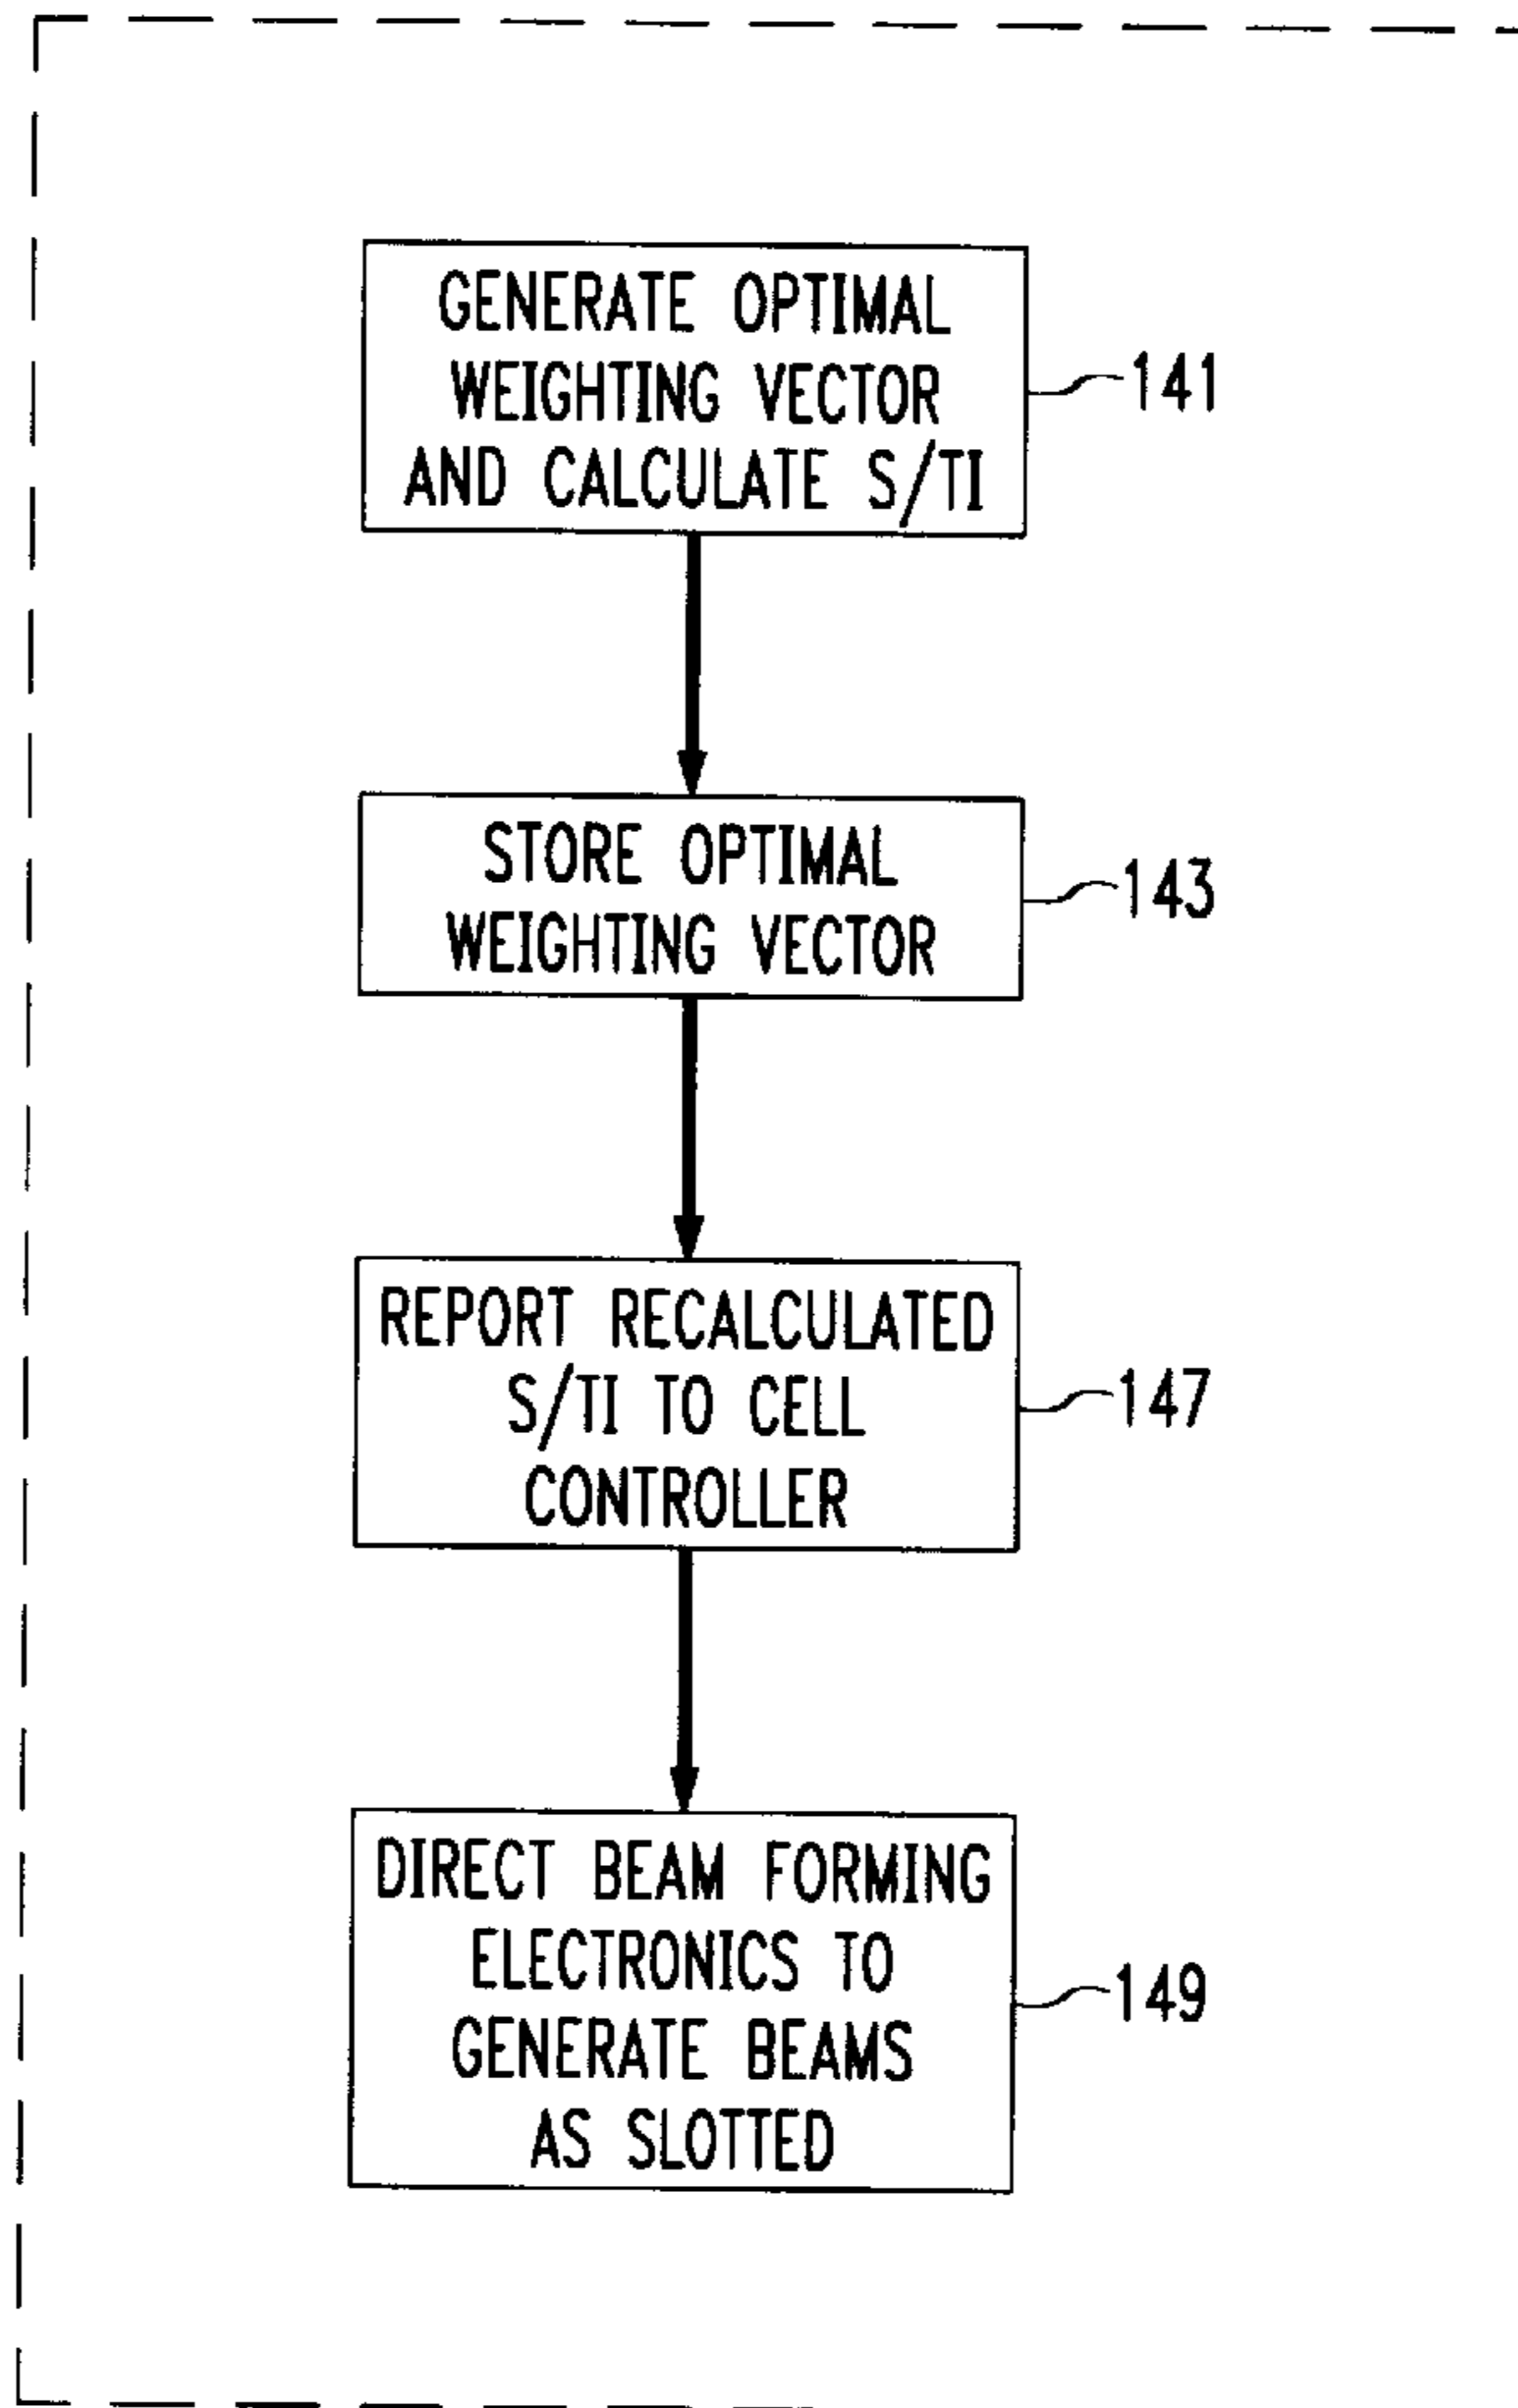 GENERATE OPTIMAL
WEIGHTING VECTOR
AND CALCULATE S/TI
141
STORE OPTIMAL
WEIGHTING VECTOR
143
REPORT RECALCULATED
S/TI TO CELL
CONTROLLER
147
DIRECT BEAM FORMING
ELECTRONICS TO
GENERATE BEAMS
AS SLOTTED
149